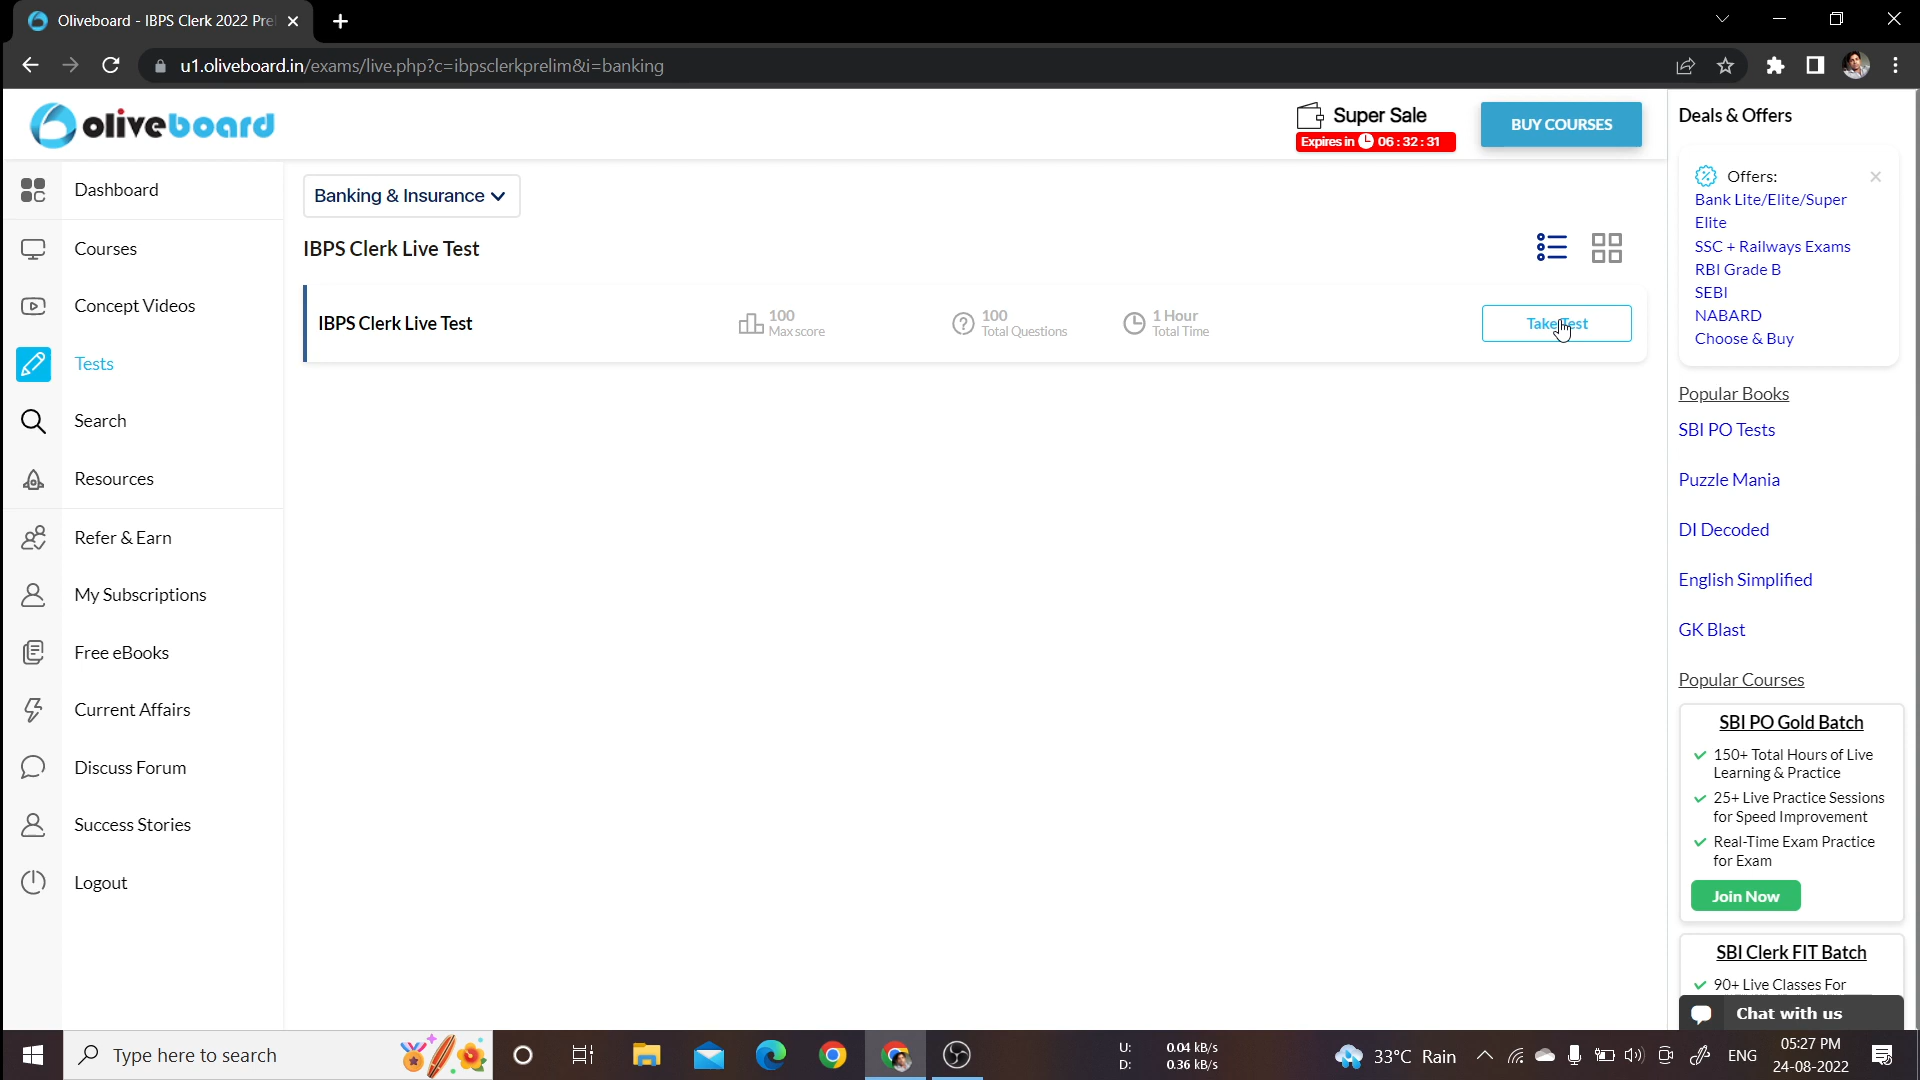 Oliveboard - IBPS Clerk 2022 Prel
u1.oliveboard.in/exams/live.php?c=ibpsclerkprelim&i=banking
oliveboard
Super Sale
Expires in 06 : 32 : 31
BUY COURSES
Dashboard
Courses
Concept Videos
Tests
Search
Resources
Refer & Earn
My Subscriptions
Free eBooks
Current Affairs
Discuss Forum
Success Stories
Logout
Banking & Insurance
IBPS Clerk Live Test
IBPS Clerk Live Test
100
Max score
100
Total Questions
1 Hour
Total Time
Take Test
Deals & Offers
Offers:
Bank Lite/Elite/Super
Elite
SSC + Railways Exams
RBI Grade B
SEBI
NABARD
Choose & Buy
Popular Books
SBI PO Tests
Puzzle Mania
DI Decoded
English Simplified
GK Blast
Popular Courses
SBI PO Gold Batch
150+ Total Hours of Live
Learning & Practice
25+ Live Practice Sessions
for Speed Improvement
Real-Time Exam Practice
for Exam
Join Now
SBI Clerk FIT Batch
90+ Live Classes For
Chat with us
Type here to search
U: 0.04 kB/s
D: 0.36 kB/s
33°C Rain
ENG
05:27 PM
24-08-2022